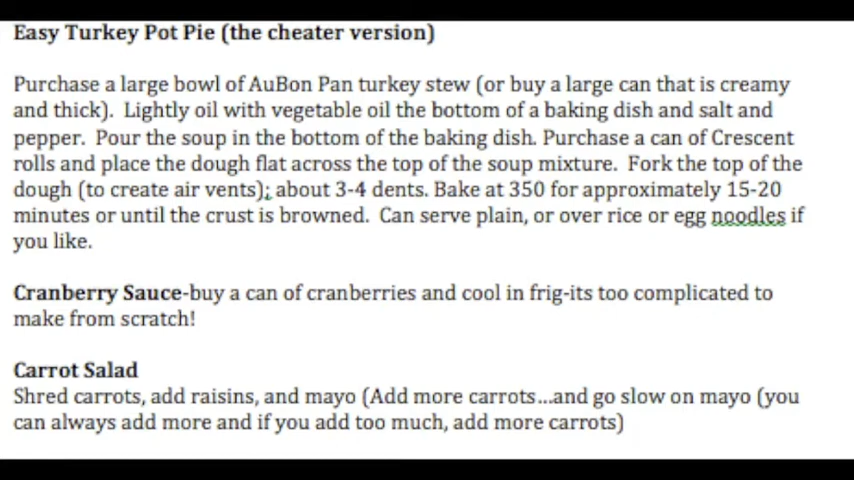 Easy Turkey Pot Pie (the cheater version)
Purchase a large bowl of AuBon Pan turkey stew (or buy a large can that is creamy
and thick).  Lightly oil with vegetable oil the bottom of a baking dish and salt and
pepper.  Pour the soup in the bottom of the baking dish. Purchase a can of Crescent
rolls and place the dough flat across the top of the soup mixture.  Fork the top of the
dough (to create air vents); about 3-4 dents. Bake at 350 for approximately 15-20
minutes or until the crust is browned.  Can serve plain, or over rice or egg noodles if
you like.
Cranberry Sauce-buy a can of cranberries and cool in frig-its too complicated to
make from scratch!
Carrot Salad
Shred carrots, add raisins, and mayo (Add more carrots...and go slow on mayo (you
can always add more and if you add too much, add more carrots)